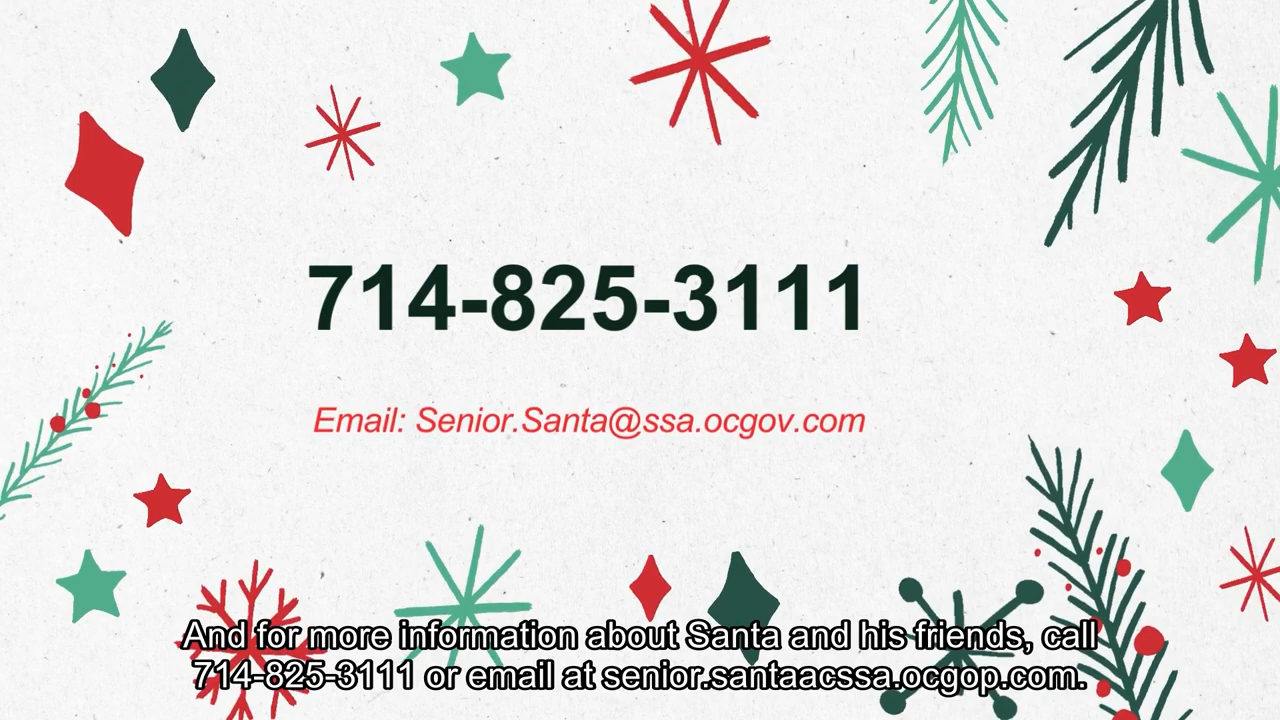 714-825-3111
Email: Senior.Santa@ssa.ocgov.com
And for more information about Santa and his friends, call
714-825-3111 or email at senior.santaacssa.ocgop.com.